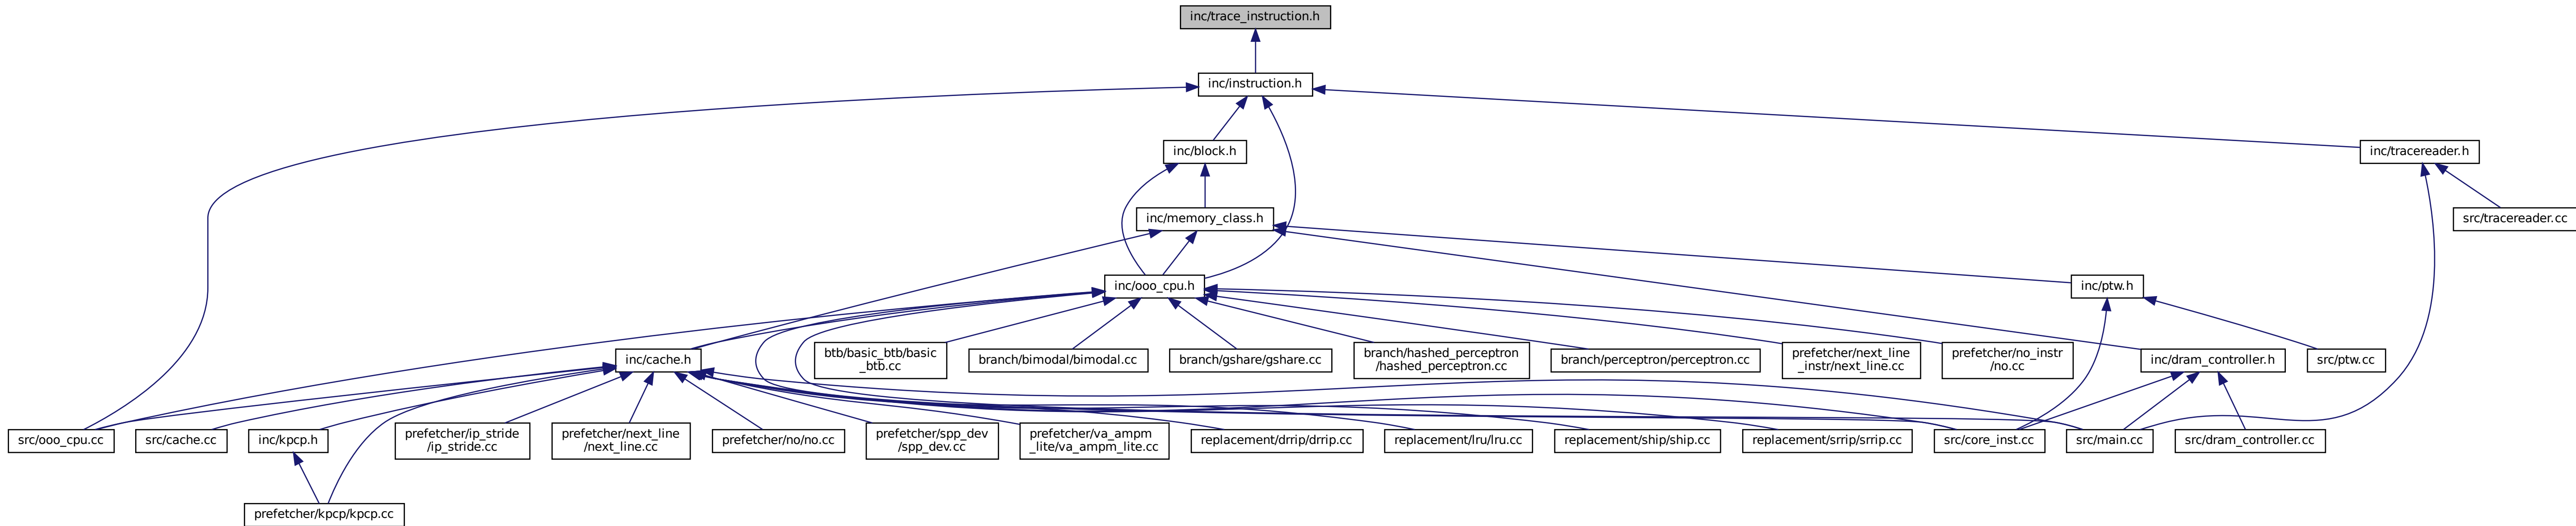 inc/trace_instruction.h
inc/instruction.h
inc/block.h
inc/tracereader.h
inc/memory_class.h
src/tracereader.cc
inc/ooo_cpu.h
inc/ptw.h
inc/cache.h
btb/basic_btb/basic
_btb.cc
branch/bimodal/bimodal.cc
branch/gshare/gshare.cc
branch/hashed_perceptron
/hashed_perceptron.cc
branch/perceptron/perceptron.cc
prefetcher/next_line
_instr/next_line.cc
prefetcher/no_instr
/no.cc
inc/dram_controller.h
src/ptw.cc
src/ooo_cpu.cc
src/cache.cc
inc/kpcp.h
prefetcher/ip_stride
/ip_stride.cc
prefetcher/next_line
/next_line.cc
prefetcher/no/no.cc
prefetcher/spp_dev
/spp_dev.cc
prefetcher/va_ampm
_lite/va_ampm_lite.cc
replacement/drrip/drrip.cc
replacement/lru/lru.cc
replacement/ship/ship.cc
replacement/srrip/srrip.cc
src/core_inst.cc
src/main.cc
src/dram_controller.cc
prefetcher/kpcp/kpcp.cc